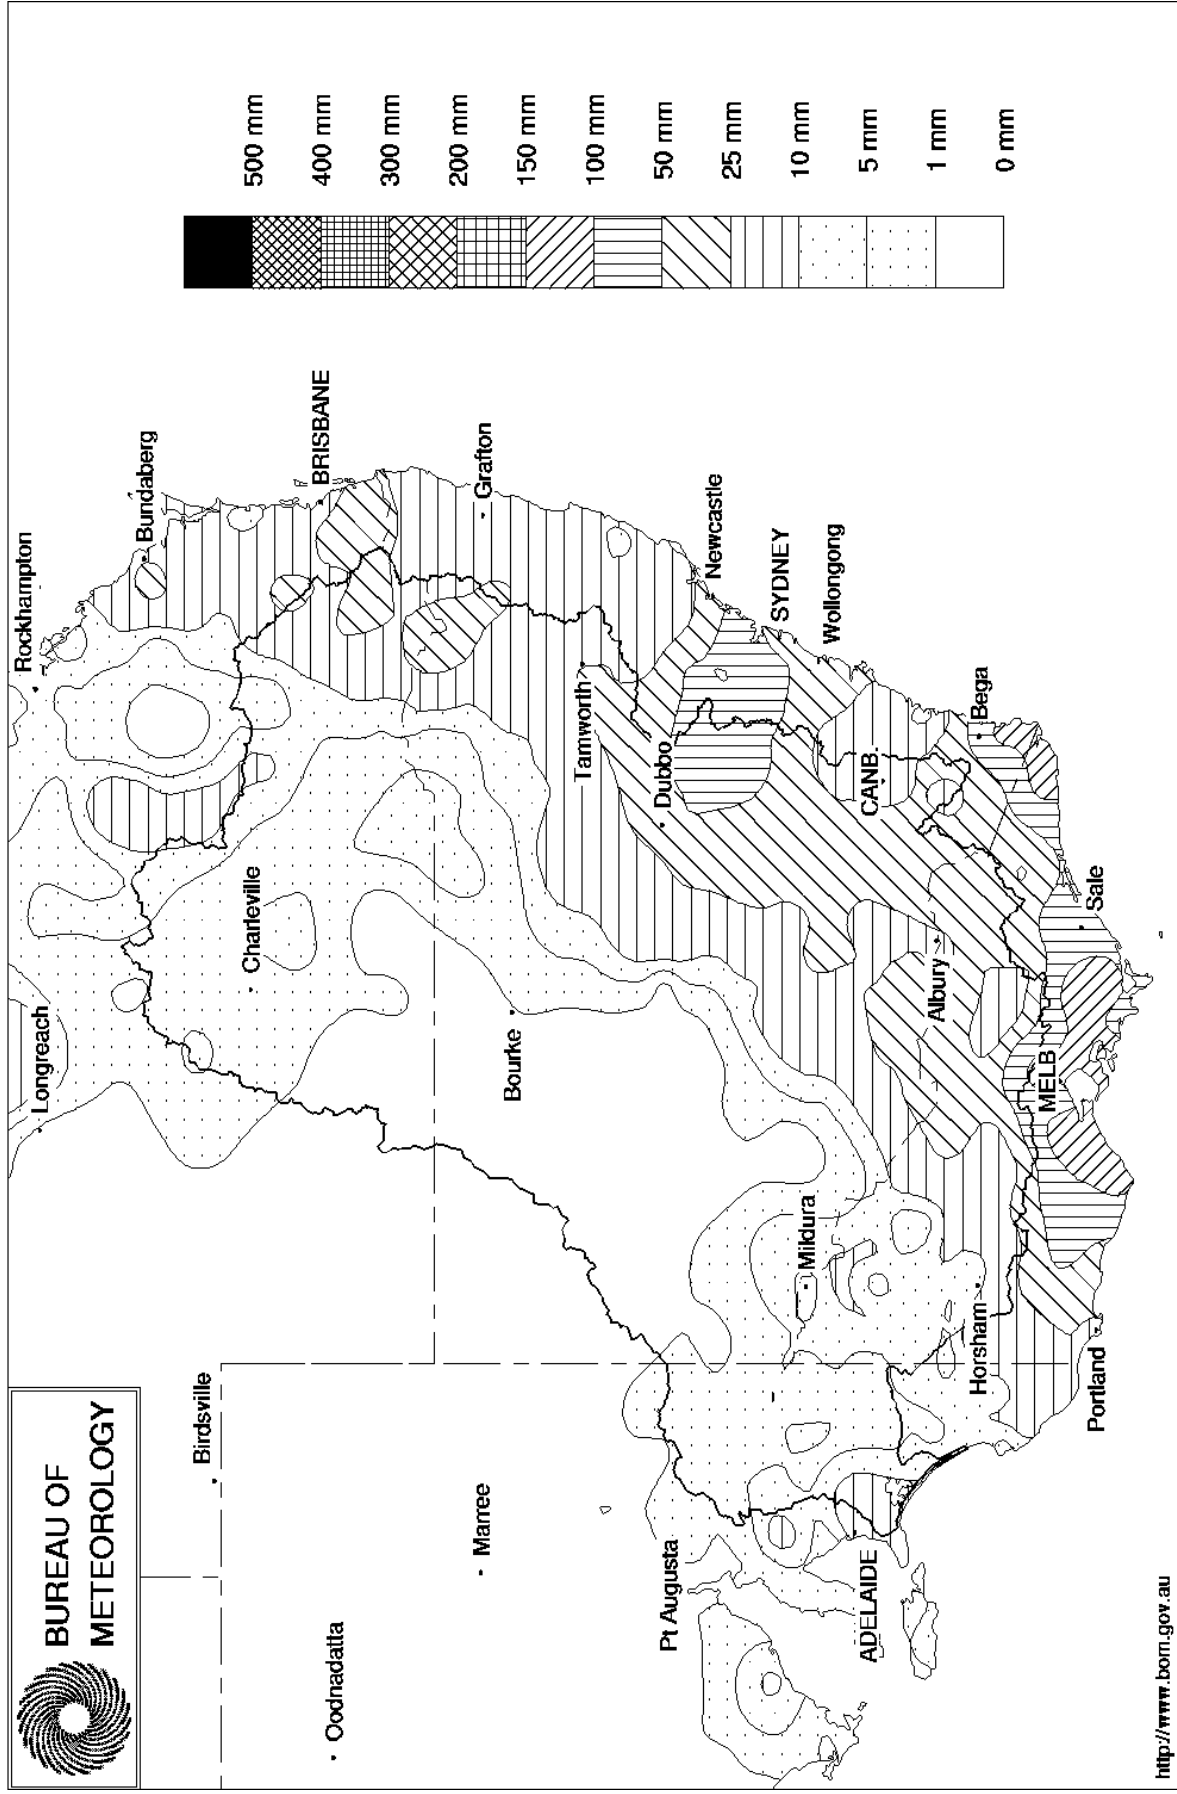 BUREAU OF
METEOROLOGY
Oodnadatta
Birdsville
Marree
Longreach
Charleville
Bourke
Rockhampton
Bundaberg
BRISBANE
Grafton
Tamworth
Dubbo
Newcastle
SYDNEY
Wollongong
CANB.
Bega
Albury
Sale
MELB
Mildura
Horsham
Portland
Pt Augusta
ADELAIDE
500 mm
400 mm
300 mm
200 mm
150 mm
100 mm
50 mm
25 mm
10 mm
5 mm
1 mm
0 mm
http://www.bom.gov.au